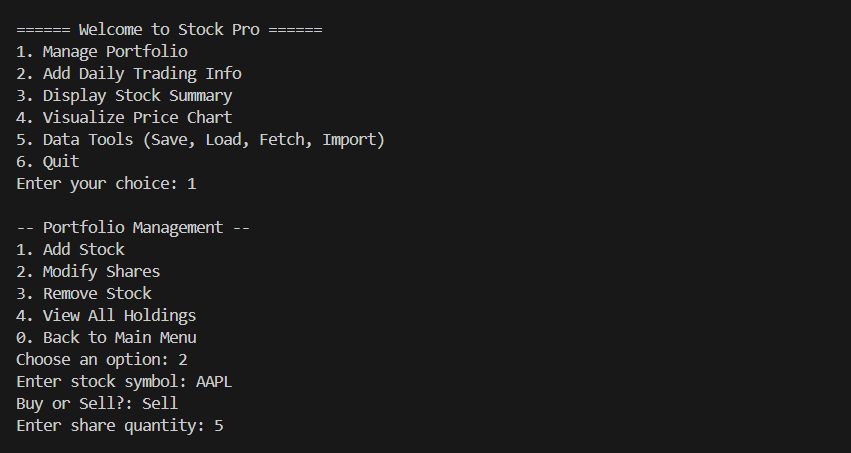 ====== Welcome to Stock Pro ======
1. Manage Portfolio
2. Add Daily Trading Info
3. Display Stock Summary
4. Visualize Price Chart
5. Data Tools (Save, Load, Fetch, Import)
6. Quit
Enter your choice: 1
-- Portfolio Management --
1. Add Stock
2. Modify Shares
3. Remove Stock
4. View All Holdings
0. Back to Main Menu
Choose an option: 2
Enter stock symbol: AAPL
Buy or Sell?: Sell
Enter share quantity: 5